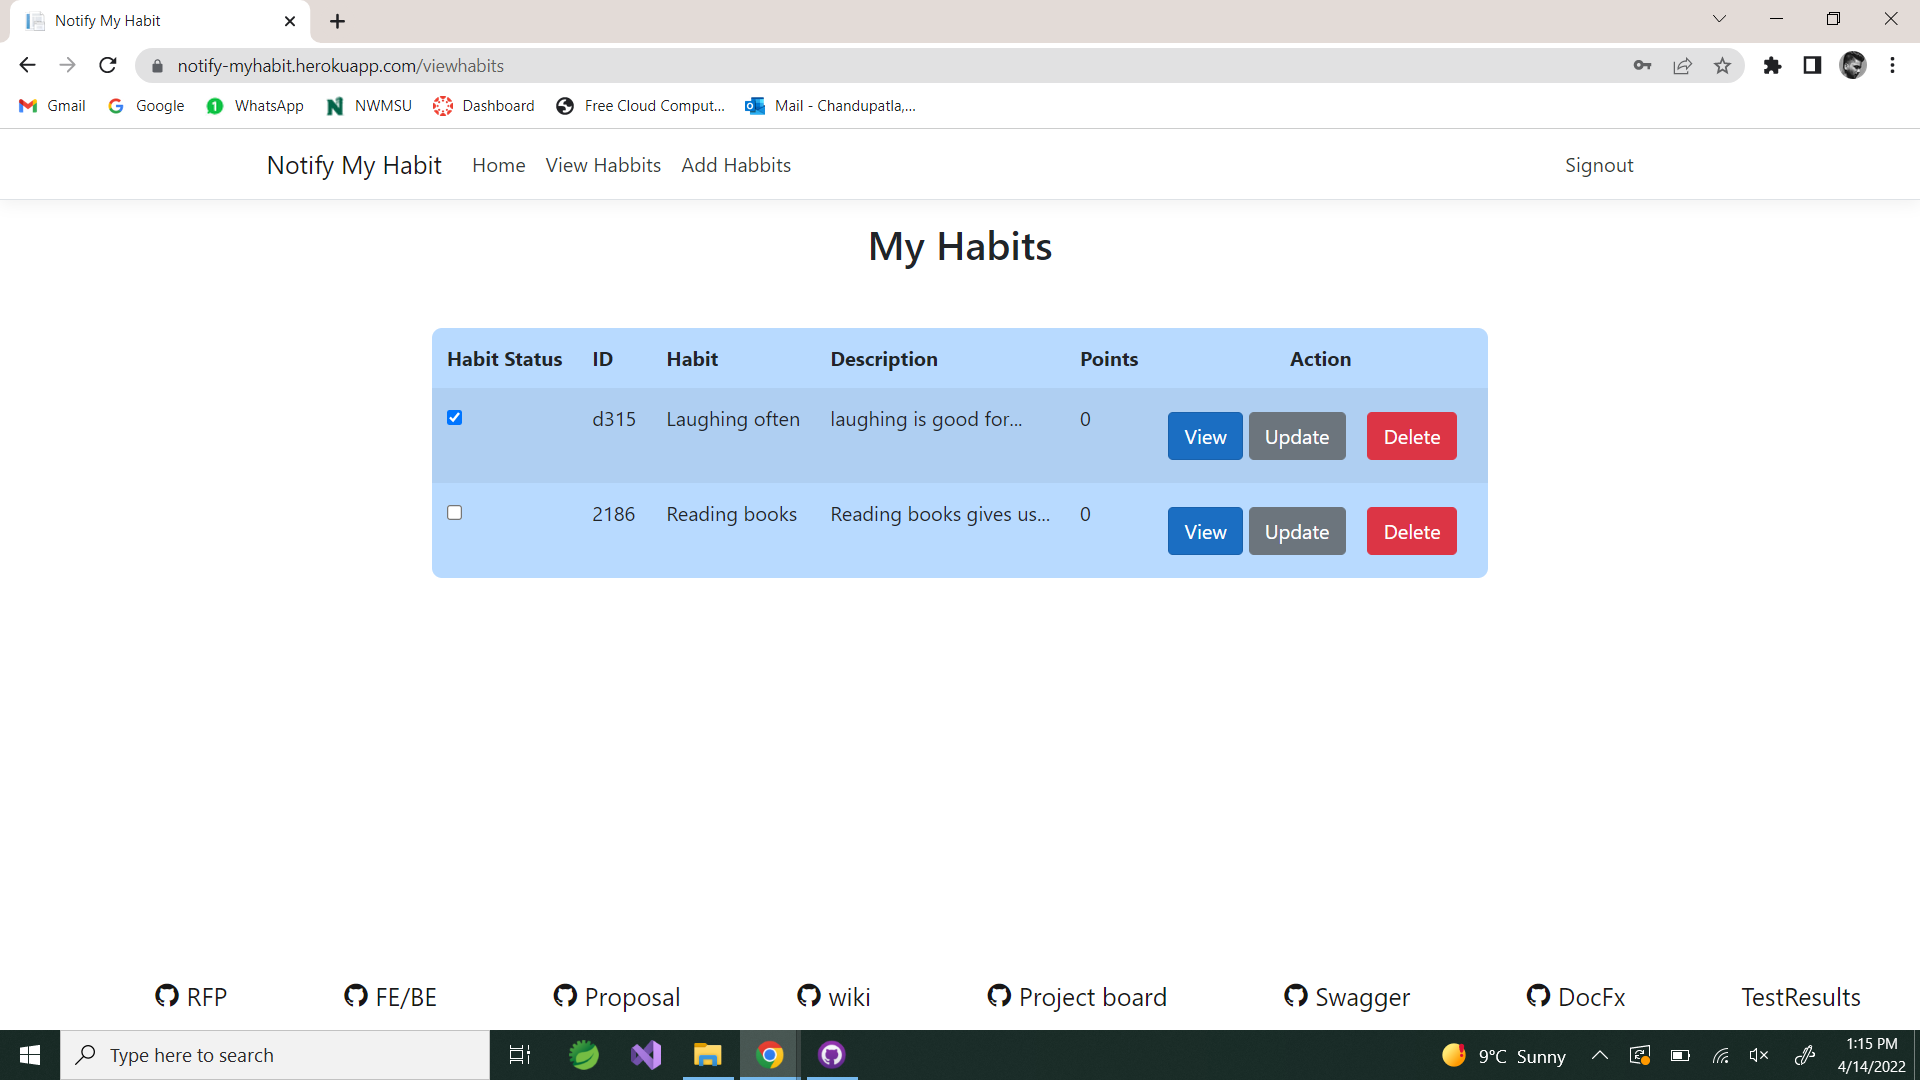 Notify My Habit
notify-myhabit.herokuapp.com/viewhabits
Gmail Google WhatsApp NWMSU Dashboard Free Cloud Comput... Mail - Chandupatla,...
Notify My Habit Home View Habbits Add Habbits Signout
My Habits
Habit Status ID Habit Description Points Action
d315 Laughing often laughing is good for... 0 View Update Delete
2186 Reading books Reading books gives us... 0 View Update Delete
RFP FE/BE Proposal wiki Project board Swagger DocFx TestResults
Type here to search 9°C Sunny 1:15 PM
4/14/2022